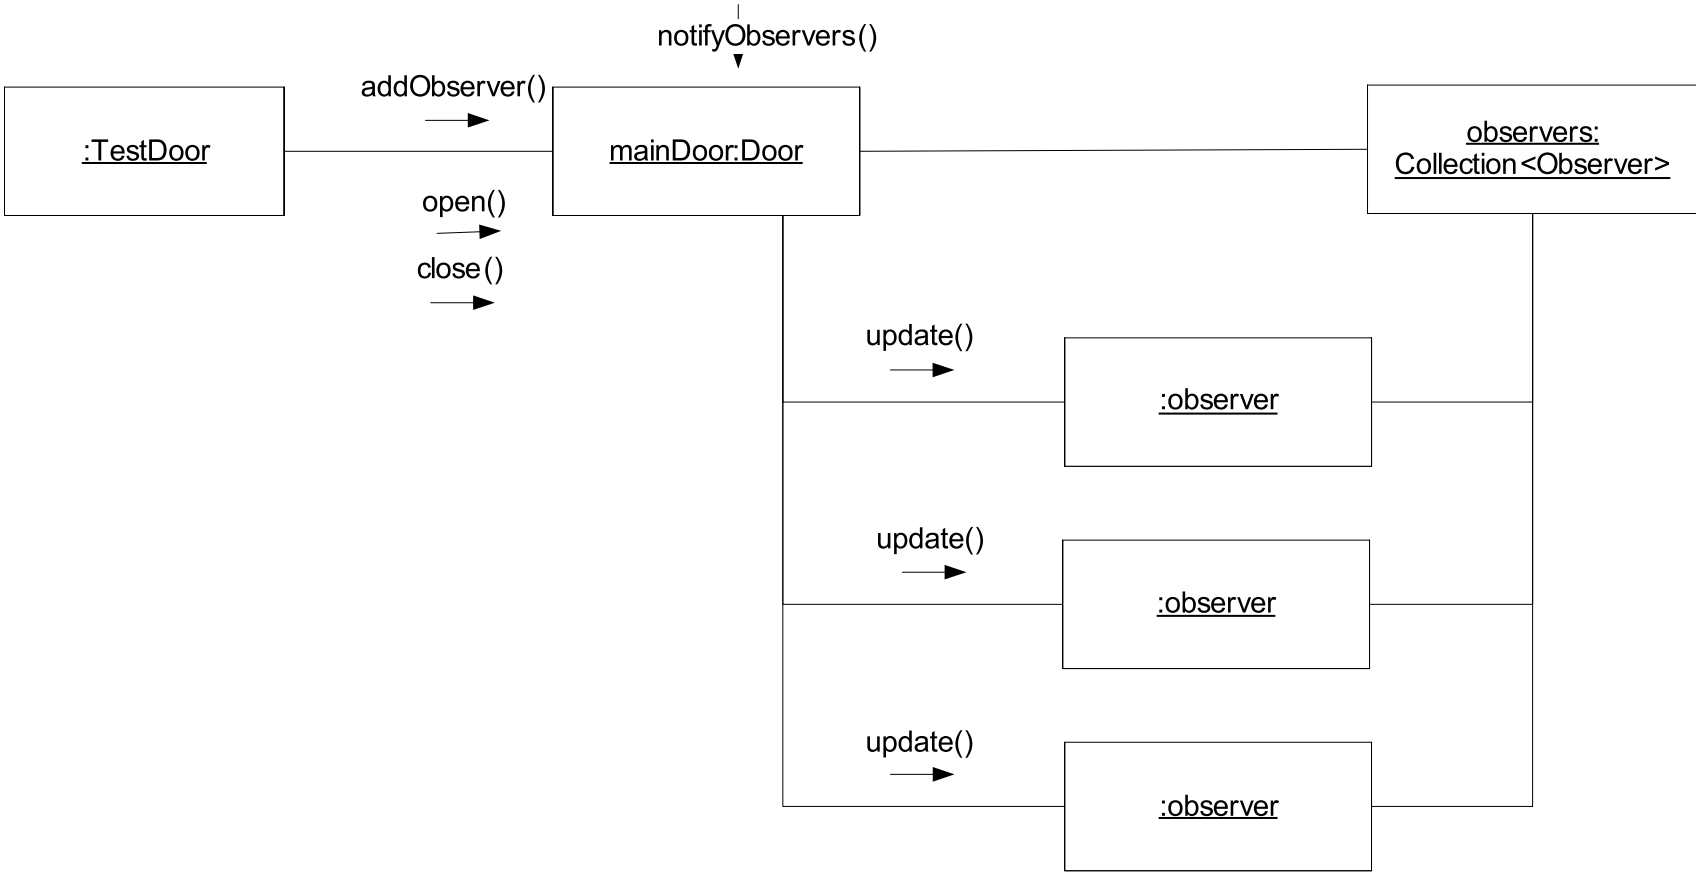 notifyObservers()
addObserver()
:TestDoor
mainDoor:Door
observers:
Collection<Observer>
open()
close()
update()
:observer
update()
:observer
update()
:observer